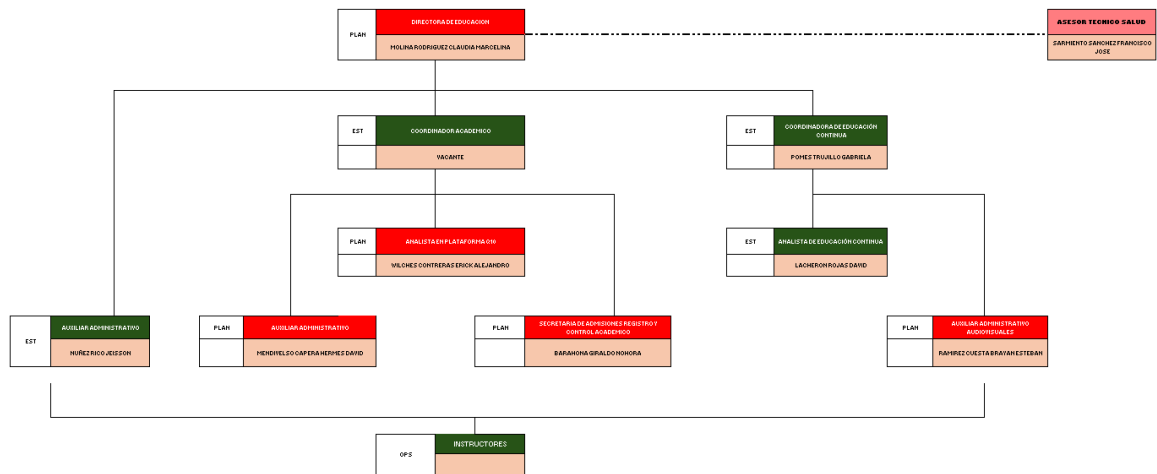 DIRECTORA DE EDUCACION
PLAN
MOLINA RODRIGUEZ CLAUDIA MARCELINA
ASESOR TECNICO SALUD
SARMIENTO SANCHEZ FRANCISCO
JOSE
EST
COORDINADOR ACADEMICO
VACANTE
EST
COORDINADORA DE EDUCACIÓN
CONTINUA
POMES TRUJILLO GABRIELA
PLAN
ANALISTA EN PLATAFORMA Q10
WILCHES CONTRERAS ERICK ALEJANDRO
EST
ANALISTA DE EDUCACIÓN CONTINUA
LACHERON ROJAS DAVID
EST
AUXILIAR ADMINISTRATIVO
NUÑEZ RICO JEISSON
PLAN
AUXILIAR ADMINISTRATIVO
MENDIVELSO CAPERA HERMES DAVID
PLAN
SECRETARIA DE ADMISIONES REGISTRO Y
CONTROL ACADEMICO
BARAHONA GIRALDO NOHORA
PLAN
AUXILIAR ADMINISTRATIVO
AUDIOVISUALES
RAMIREZ CUESTA BRAYAN ESTEBAN
OPS
INSTRUCTORES